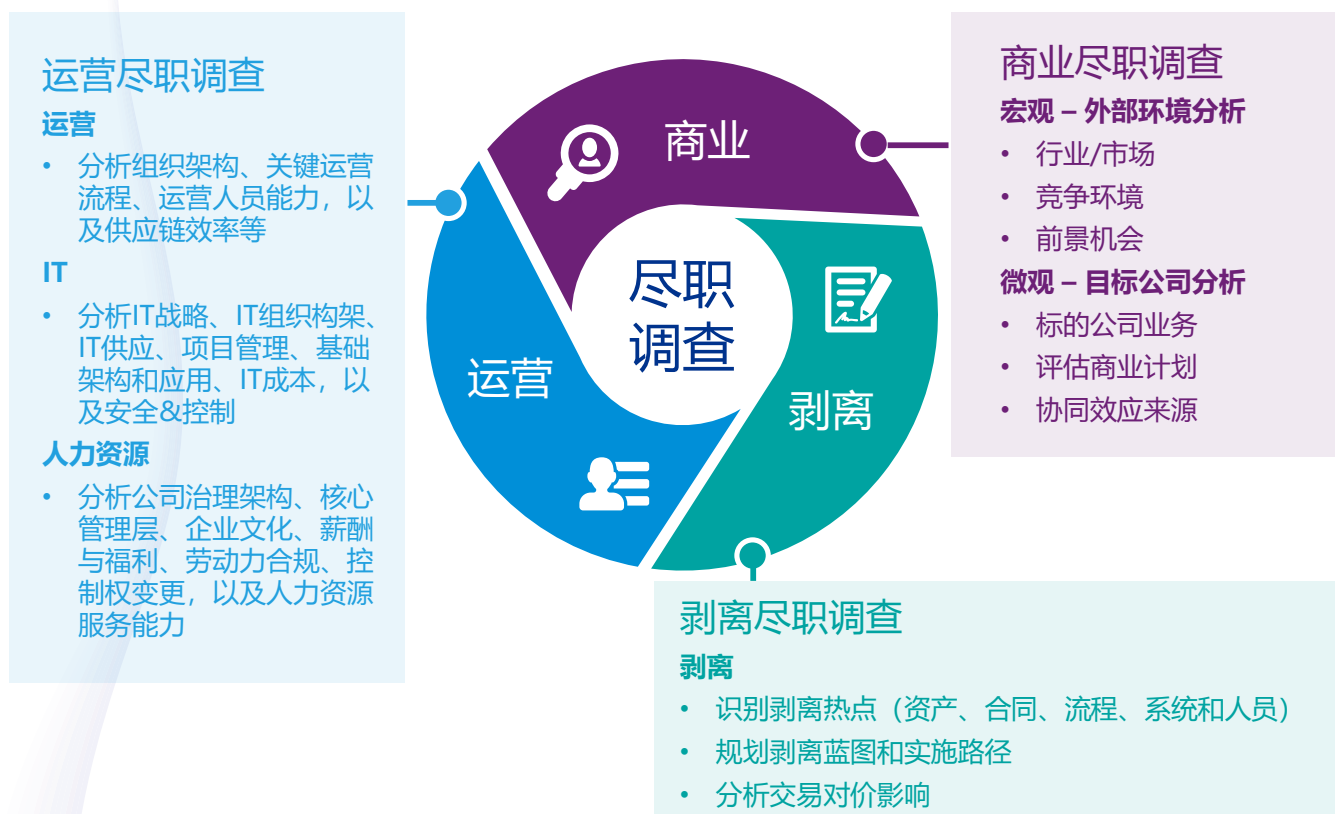 运营尽职调查
运营
• 分析组织架构、关键运营
流程、运营人员能力，以
及供应链效率等
IT
• 分析IT战略、IT组织构架、
IT供应、项目管理、基础
架构和应用、IT成本，以
及安全&控制
人力资源
• 分析公司治理架构、核心
管理层、企业文化、薪酬
与福利、劳动力合规、控
制权变更，以及人力资源
服务能力
商业
尽职
调查
运营
剥离
商业尽职调查
宏观 – 外部环境分析
• 行业/市场
• 竞争环境
• 前景机会
微观 – 目标公司分析
• 标的公司业务
• 评估商业计划
• 协同效应来源
剥离尽职调查
剥离
• 识别剥离热点（资产、合同、流程、系统和人员）
• 规划剥离蓝图和实施路径
• 分析交易对价影响